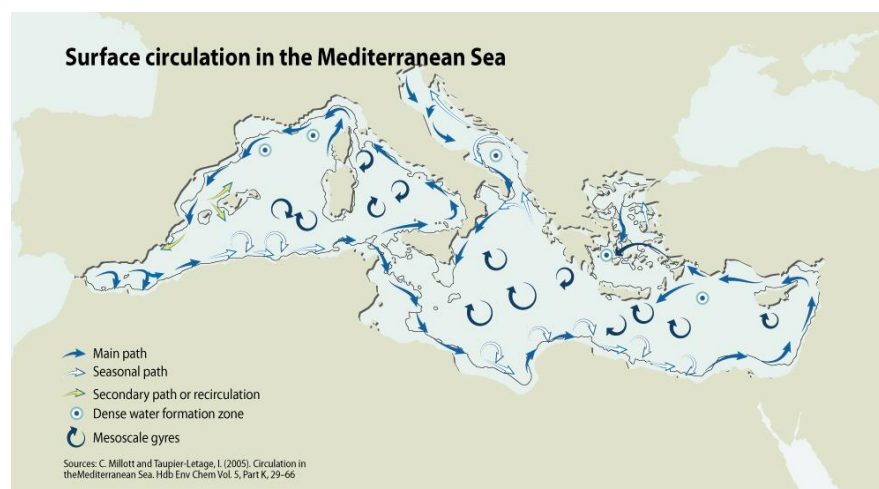 Surface circulation in the Mediterranean Sea
Main path
Seasonal path
Secondary path or recirculation
Dense water formation zone
Mesoscale gyres
Sources: C. Millott and Taupier-Letage, I. (2005). Circulation in
theMediterranean Sea. Hdb Env Chem Vol. 5, Part K, 29–66